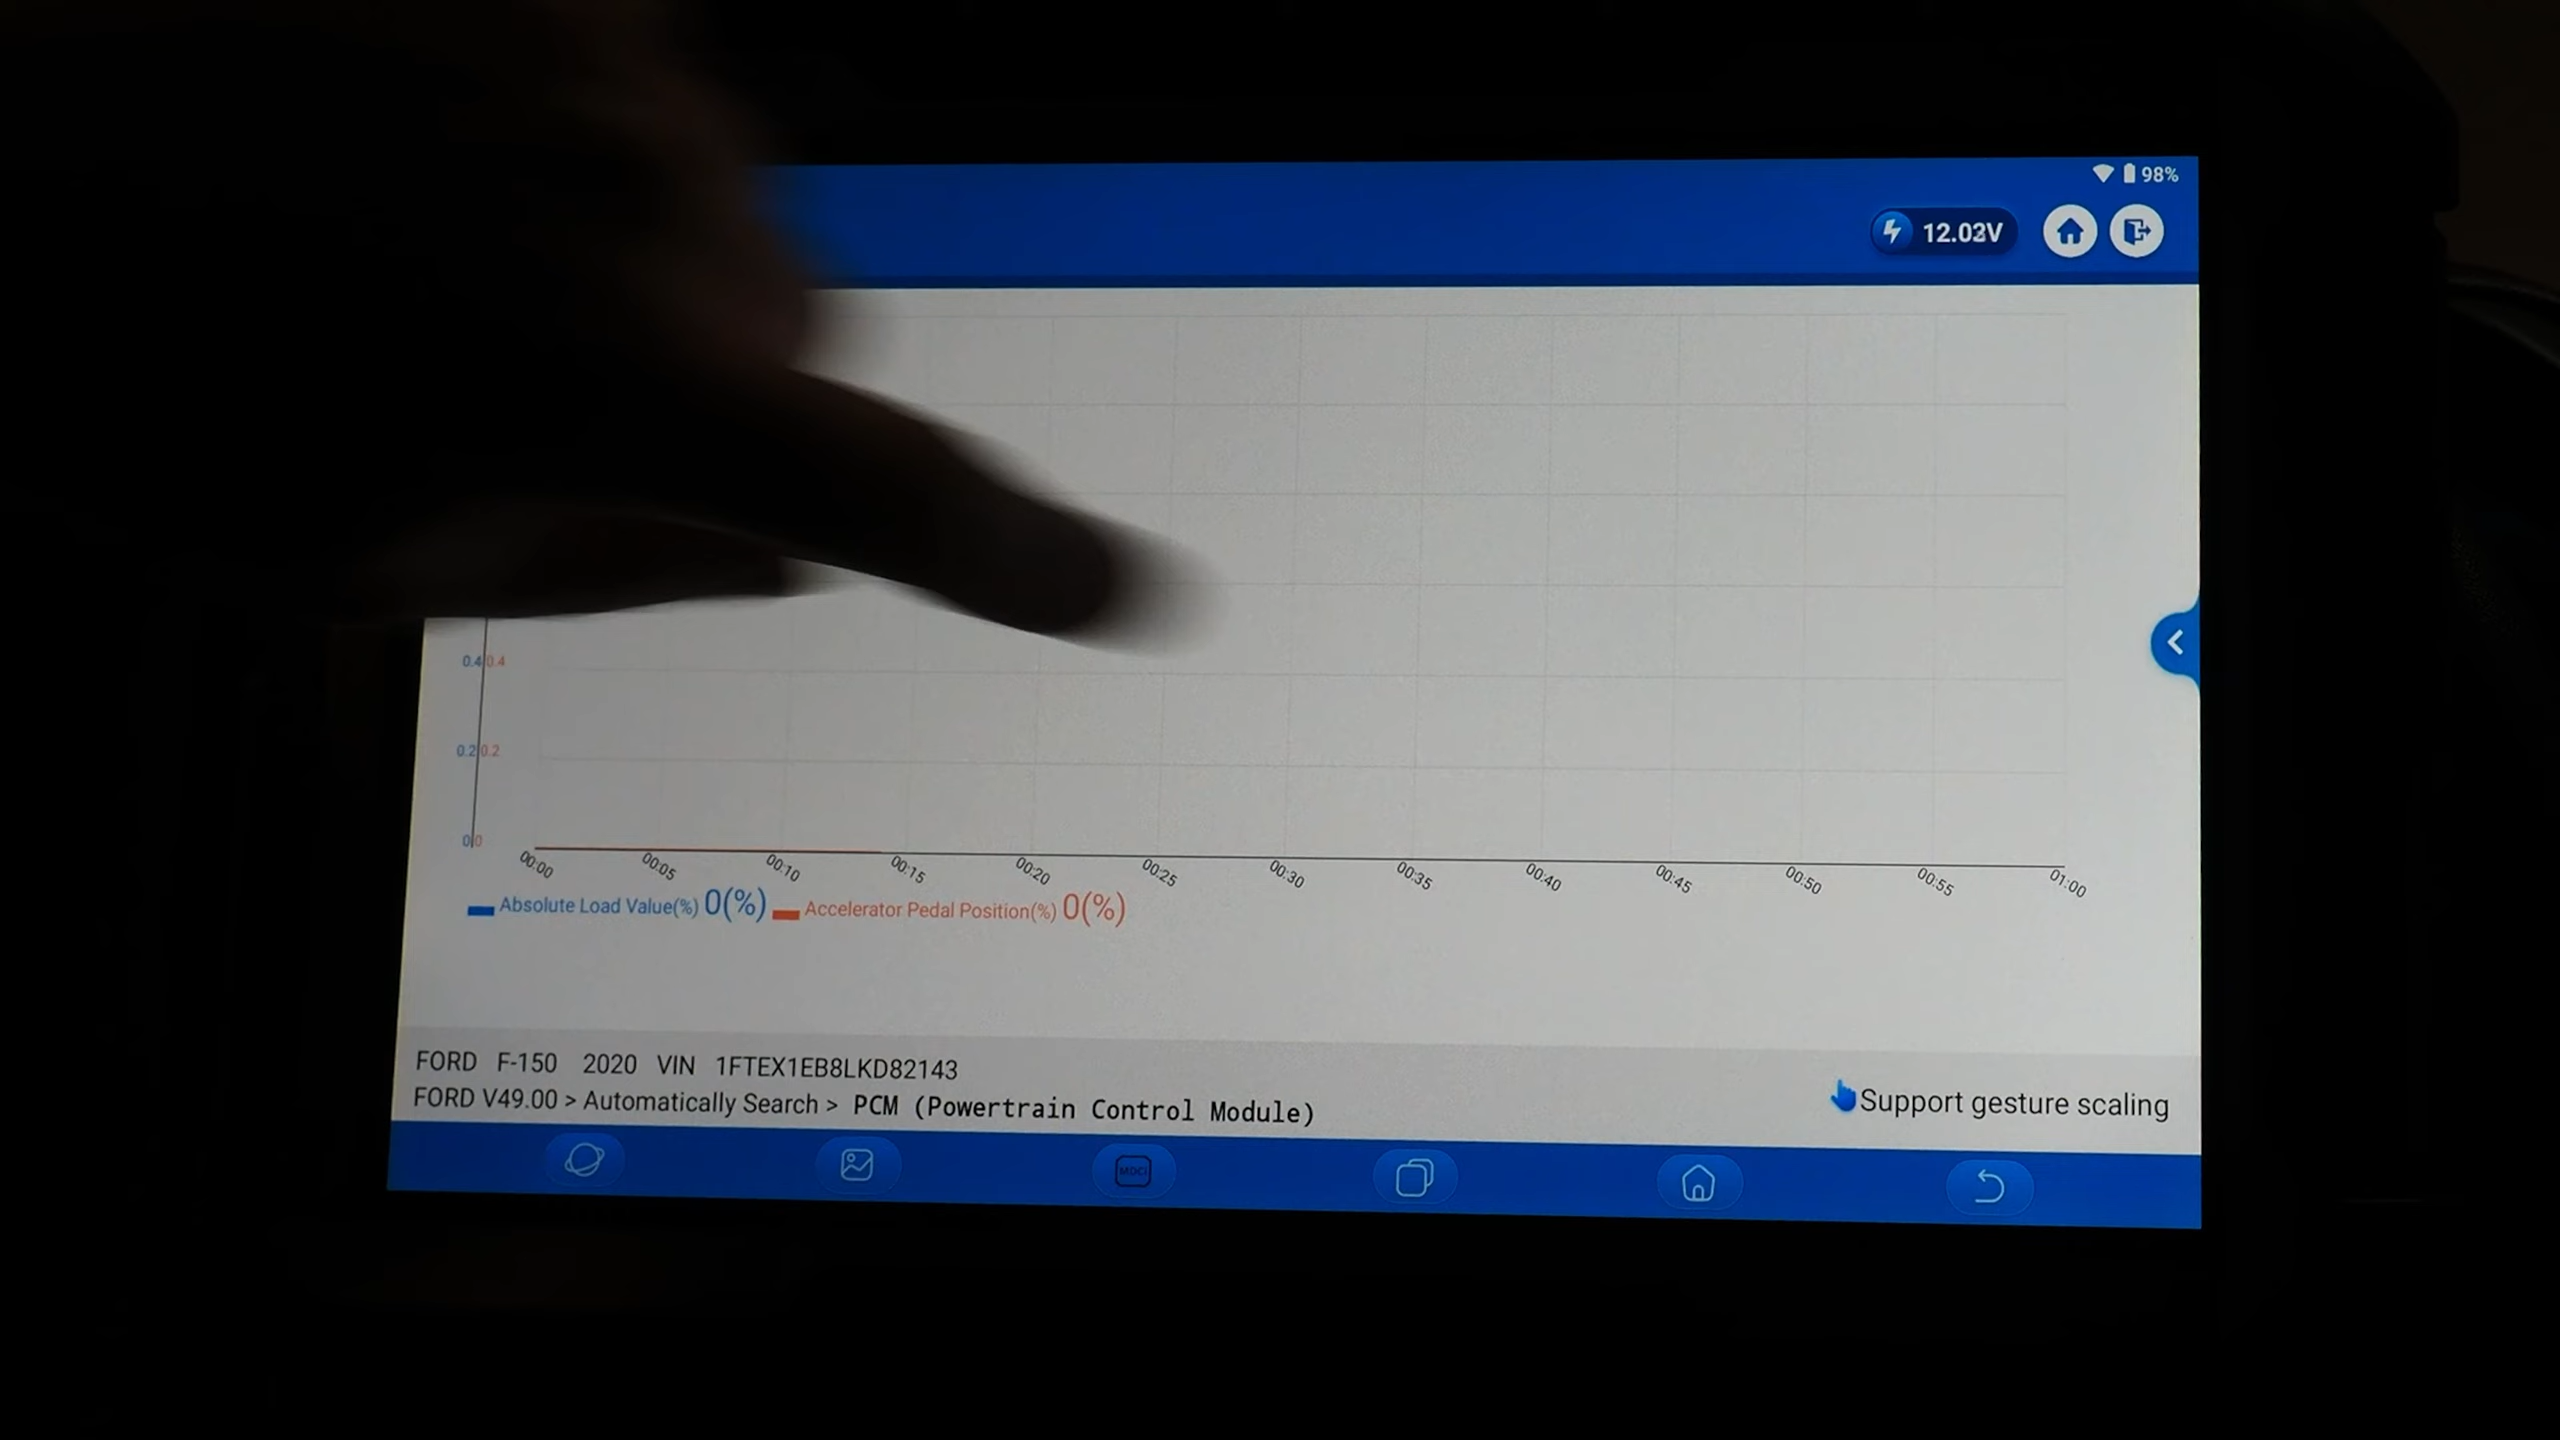 98%
0.4 0.4
0.2 0.2
0 0
00:00 00:05 00:10 00:15 00:20 00:25 00:30 00:35 00:40 00:45 00:50 00:55 01:00
Absolute Load Value(%) 0(%) Accelerator Pedal Position(%) 0(%)
FORD F-150 2020 VIN 1FTEX1EB8LKD82143
FORD V49.00 > Automatically Search > PCM (Powertrain Control Module)
Support gesture scaling